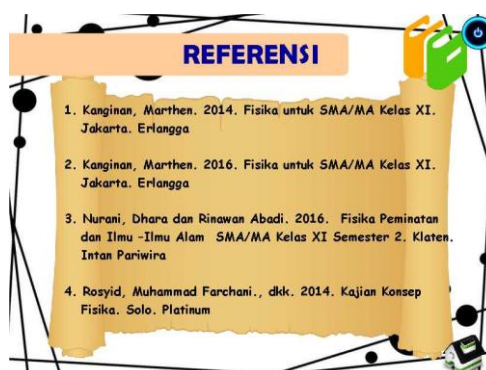 REFERENSI
1. Kanginan, Marthen. 2014. Fisika untuk SMA/MA Kelas XI.
Jakarta. Erlangga
2. Kanginan, Marthen. 2016. Fisika untuk SMA/MA Kelas XI.
Jakarta. Erlangga
3. Nurani, Dhara dan Rinawan Abadi. 2016. Fisika Peminatan
dan Ilmu -Ilmu Alam SMA/MA Kelas XI Semester 2. Klaten.
Intan Pariwira
4. Rosyid, Muhammad Farchani., dkk. 2014. Kajian Konsep
Fisika. Solo. Platinum